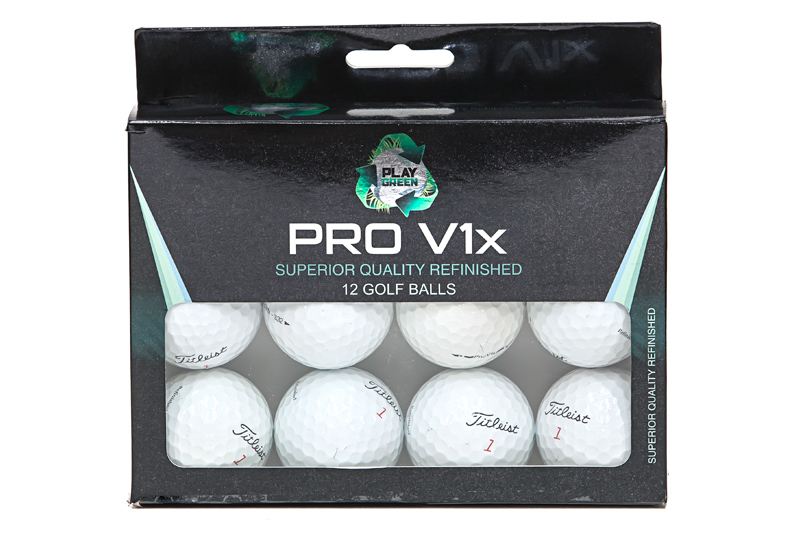 PLAY
GREEN
PRO V1x
SUPERIOR QUALITY REFINISHED
12 GOLF BALLS
SUPERIOR QUALITY REFINISHED
Titleist
Titleist
1
1
Titleist
1
Titleist
1